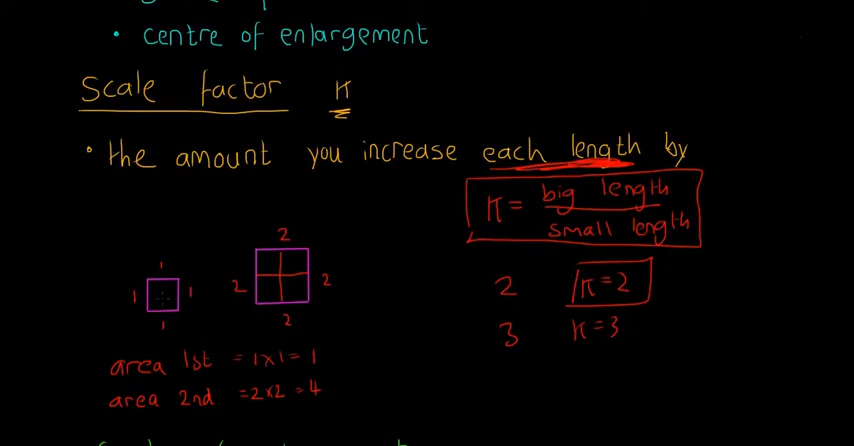 • centre of enlargement
Scale factor K
• the amount you increase each length by
K = big length
small length
2
1
1
1
1
2
2
2
2 K=2
3 K=3
area 1st = 1×1 = 1
area 2nd = 2×2 = 4